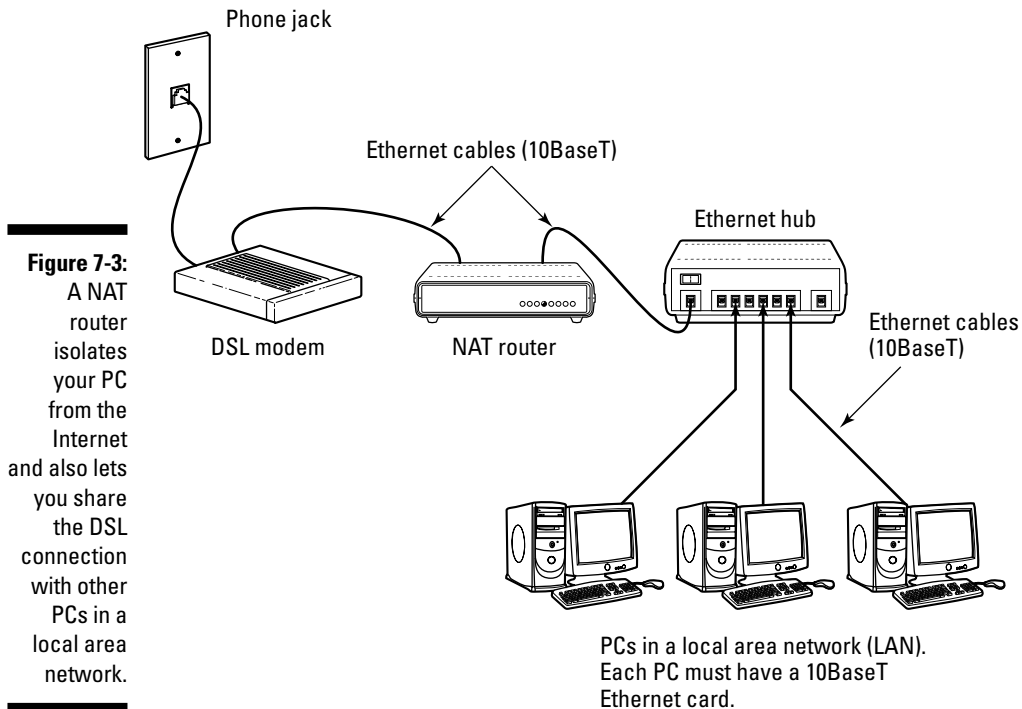 Phone jack
Ethernet cables (10BaseT)
Ethernet hub
Figure 7-3:
A NAT
router
isolates
your PC
from the
Internet
and also lets
you share
the DSL
connection
with other
PCs in a
local area
network.
DSL modem
NAT router
Ethernet cables
(10BaseT)
PCs in a local area network (LAN).
Each PC must have a 10BaseT
Ethernet card.